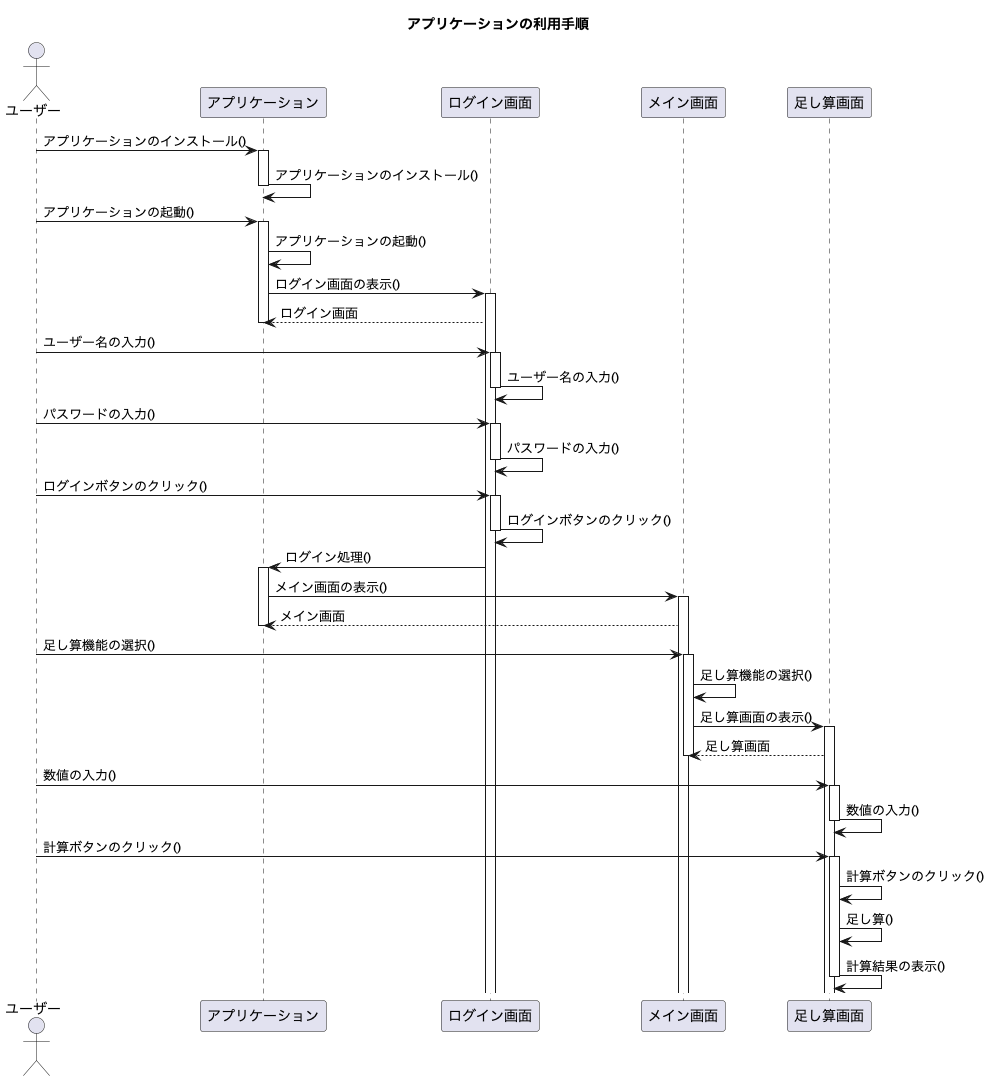 アプリケーションの利用手順
ユーザー
アプリケーション
ログイン画面
メイン画面
足し算画面
アプリケーションのインストール()
アプリケーションのインストール()
アプリケーションの起動()
アプリケーションの起動()
ログイン画面の表示()
ログイン画面
ユーザー名の入力()
ユーザー名の入力()
パスワードの入力()
パスワードの入力()
ログインボタンのクリック()
ログインボタンのクリック()
ログイン処理()
メイン画面の表示()
メイン画面
足し算機能の選択()
足し算機能の選択()
足し算画面の表示()
足し算画面
数値の入力()
数値の入力()
計算ボタンのクリック()
計算ボタンのクリック()
足し算()
計算結果の表示()
ユーザー
アプリケーション
ログイン画面
メイン画面
足し算画面